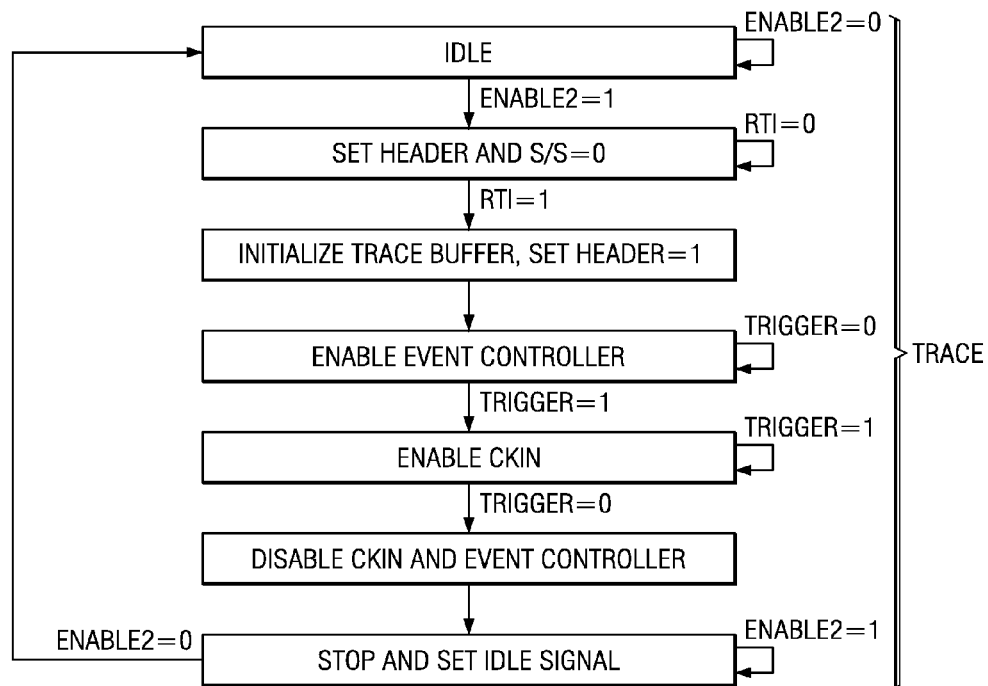 ENABLE2=0
IDLE
ENABLE2=1
RTI=0
SET HEADER AND S/S=0
RTI=1
INITIALIZE TRACE BUFFER, SET HEADER=1
TRIGGER=0
ENABLE EVENT CONTROLLER
TRACE
TRIGGER=1
TRIGGER=1
ENABLE CKIN
TRIGGER=0
DISABLE CKIN AND EVENT CONTROLLER
ENABLE2=0
ENABLE2=1
STOP AND SET IDLE SIGNAL